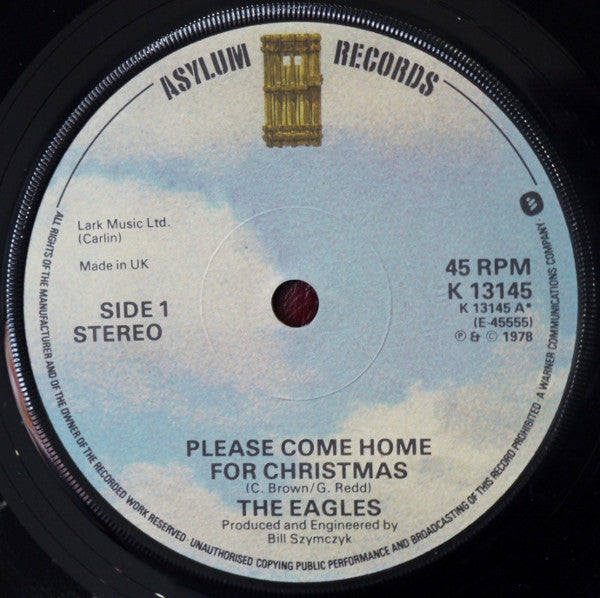 ASYLUM RECORDS
Lark Music Ltd.
(Carlin)
Made in UK
SIDE 1
STEREO
45 RPM
K 13145
K 13145 A*
(E-45555)
Ⓟ & © 1978
PLEASE COME HOME
FOR CHRISTMAS
(C. Brown/G. Redd)
THE EAGLES
Produced and Engineered by
Bill Szymczyk
ALL RIGHTS OF THE MANUFACTURER AND OF THE OWNER OF THE RECORDED WORK RESERVED · UNAUTHORISED COPYING PUBLIC PERFORMANCE AND BROADCASTING OF THIS RECORD PROHIBITED · A WARNER COMMUNICATIONS COMPANY ·